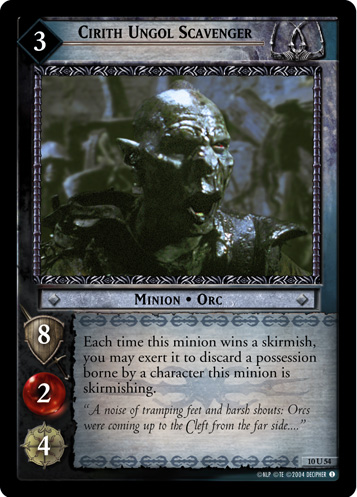 3
CIRITH UNGOL SCAVENGER
MINION • ORC
8
Each time this minion wins a skirmish,
you may exert it to discard a possession
borne by a character this minion is
skirmishing.
2
“A noise of tramping feet and harsh shouts: Orcs
were coming up to the Cleft from the far side....”
4
10 U 54
©NLP ©TE ©2004 DECIPHER